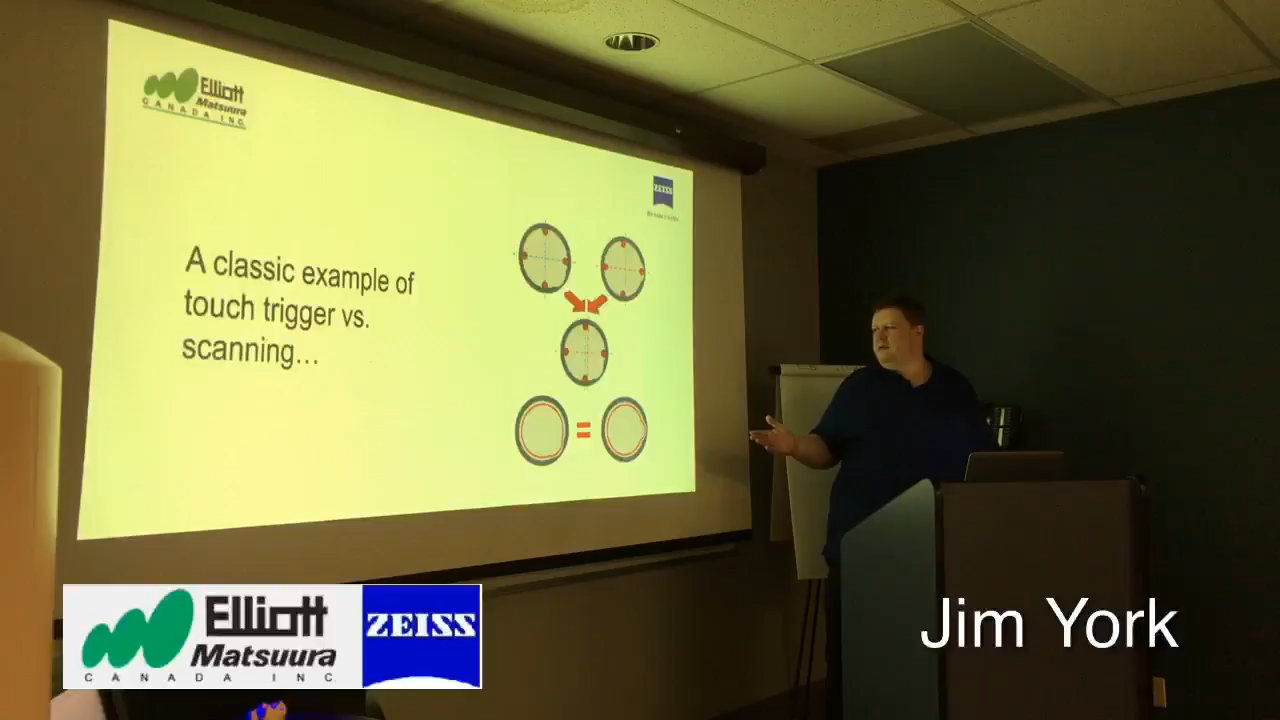 Elliott
Matsuura
CANADA INC.
ZEISS
A classic example of
touch trigger vs.
scanning...
=
Elliott
Matsuura
CANADA INC
ZEISS
Jim York